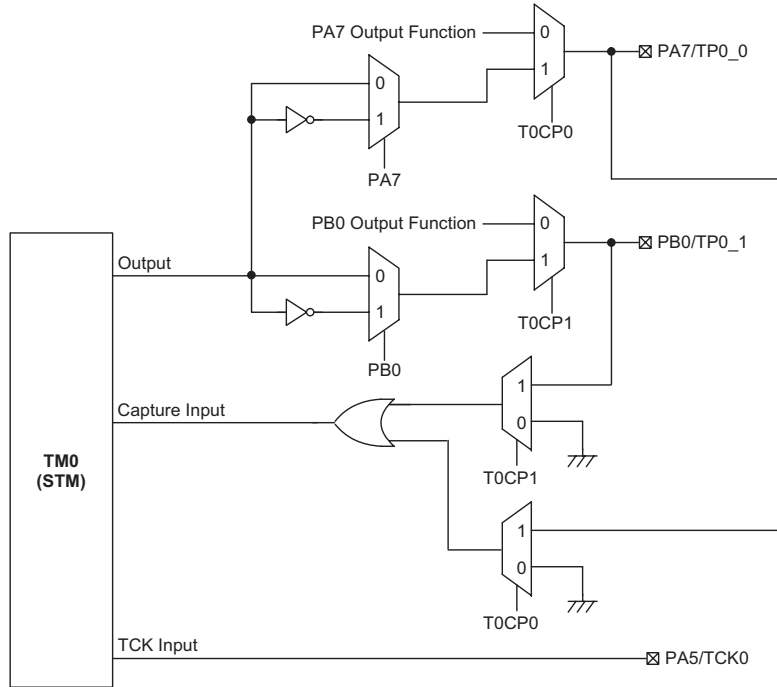 PA7 Output Function
0
1
PA7/TP0_0
0
1
T0CP0
PA7
PB0 Output Function
0
1
PB0/TP0_1
Output
0
1
T0CP1
PB0
1
0
Capture Input
T0CP1
TM0
(STM)
1
0
T0CP0
TCK Input
PA5/TCK0